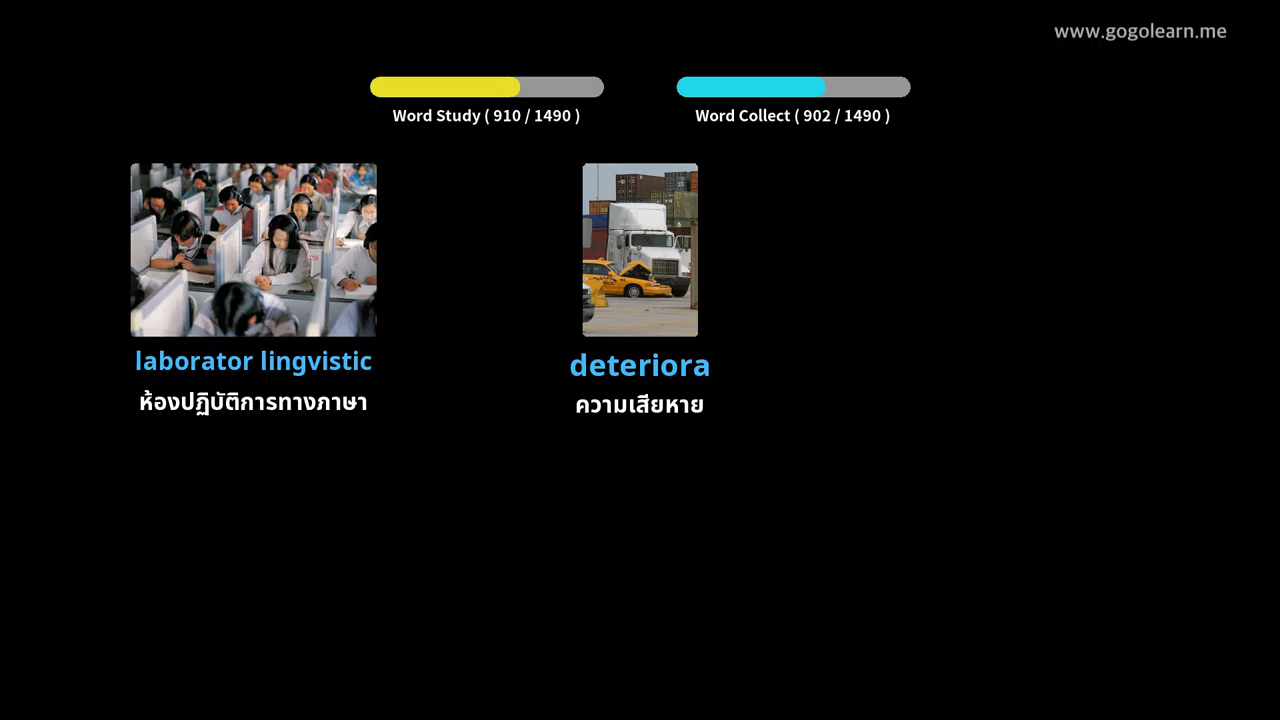 www.gogolearn.me
Word Study ( 910 / 1490 )
Word Collect ( 902 / 1490 )
laborator lingvistic
ห้องปฏิบัติการทางภาษา
deteriora
ความเสียหาย